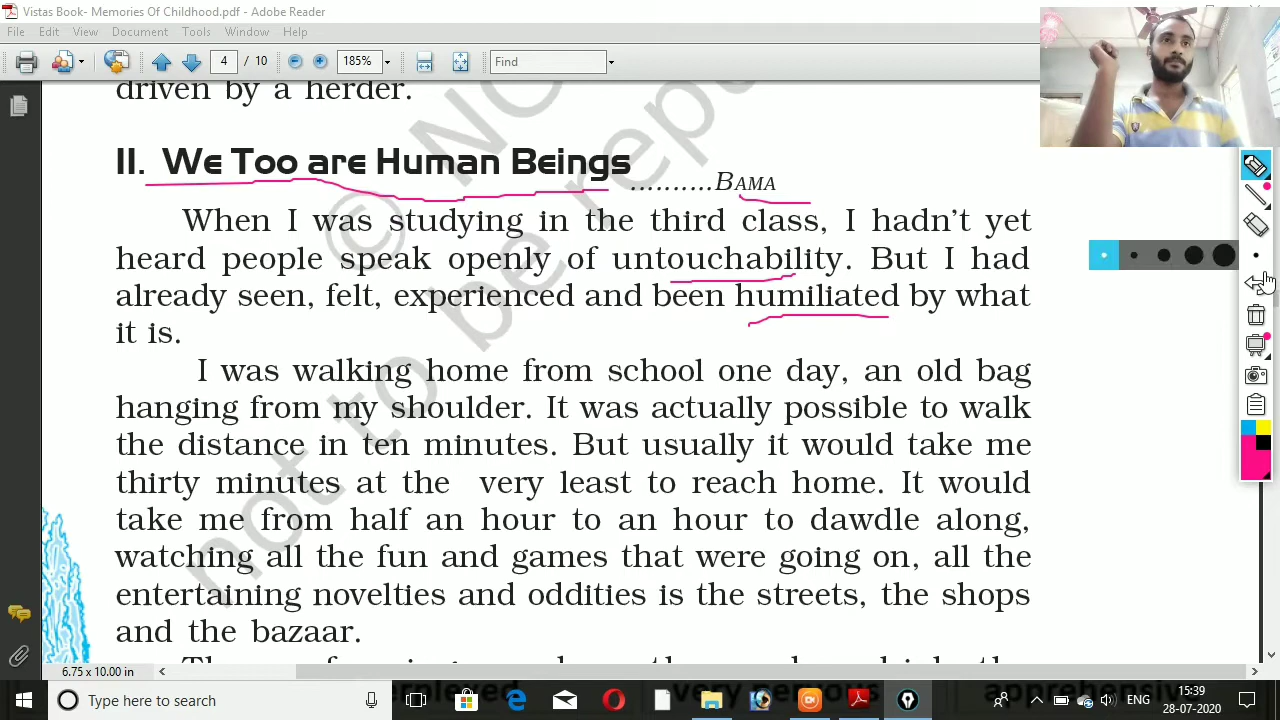 Vistas Book- Memories Of Childhood.pdf - Adobe Reader
File Edit View Document Tools Window Help
4 / 10 185% Find
driven by a herder.
II. We Too are Human Beings
..........BAMA
When I was studying in the third class, I hadn't yet
heard people speak openly of untouchability. But I had
already seen, felt, experienced and been humiliated by what
it is.
I was walking home from school one day, an old bag
hanging from my shoulder. It was actually possible to walk
the distance in ten minutes. But usually it would take me
thirty minutes at the very least to reach home. It would
take me from half an hour to an hour to dawdle along,
watching all the fun and games that were going on, all the
entertaining novelties and oddities is the streets, the shops
and the bazaar.
© NC
not to be repu
6.75 x 10.00 in
very nervous
Type here to search
ENG
15:39
28-07-2020